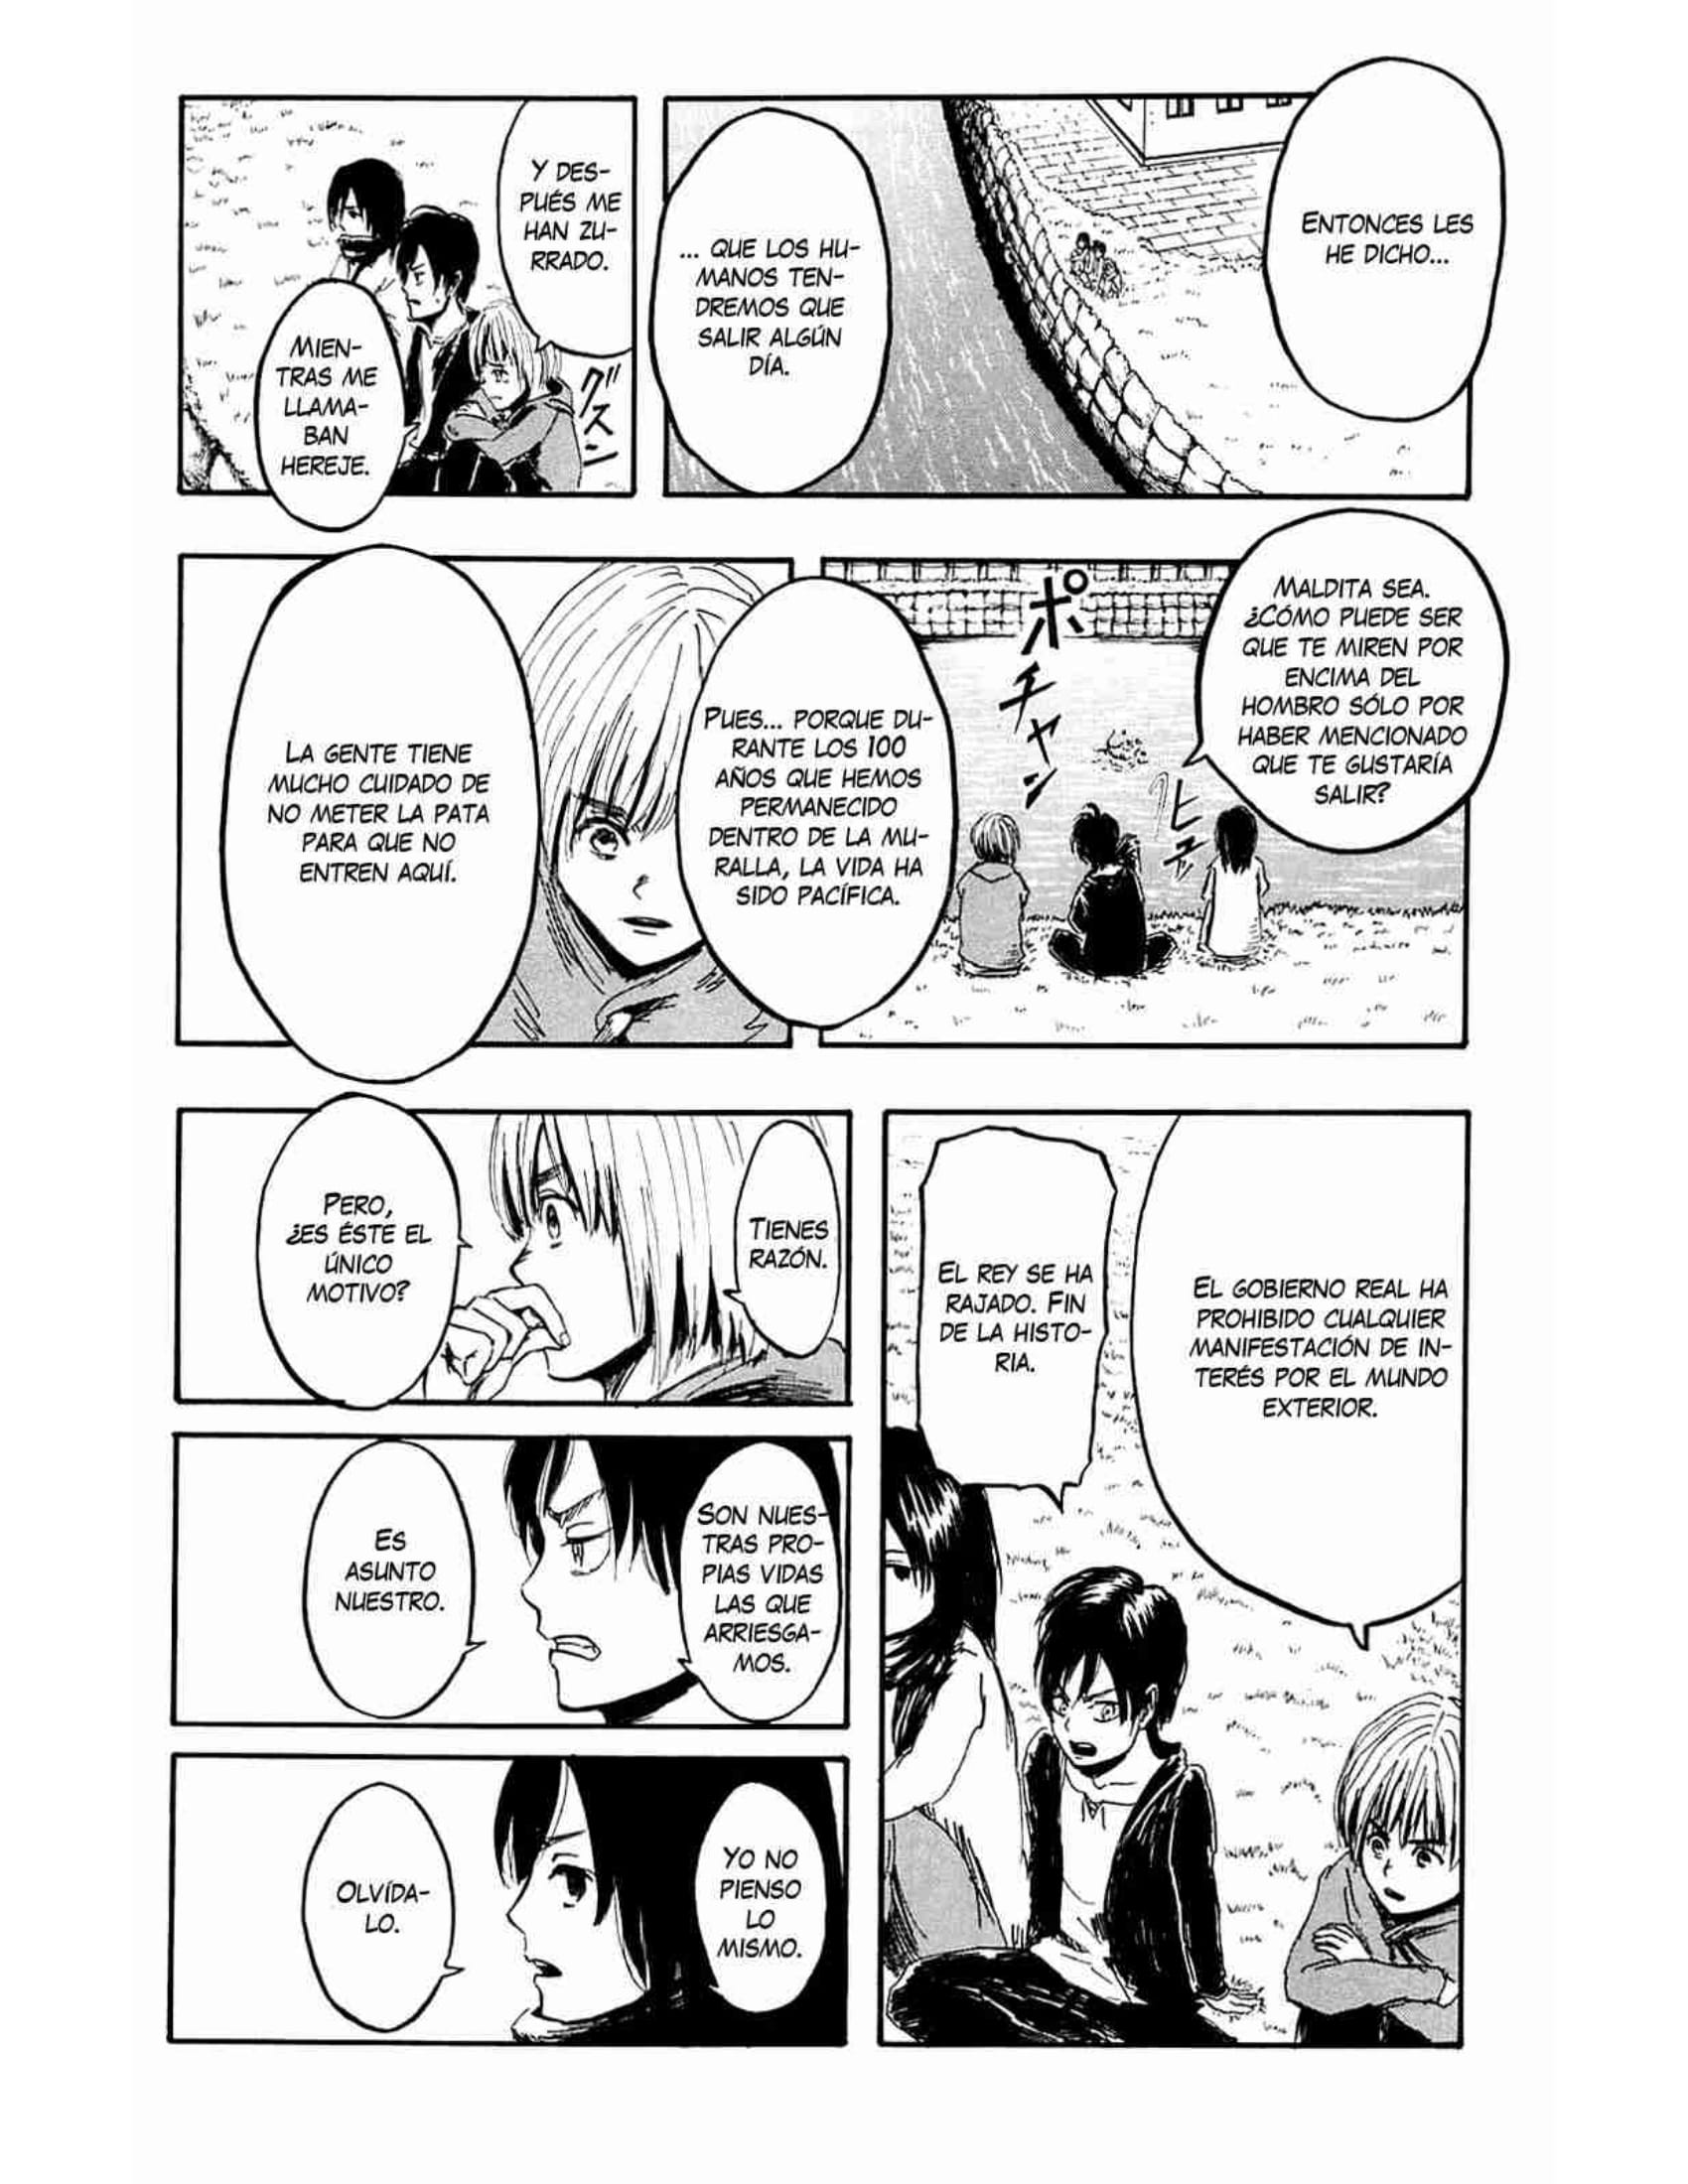 ENTONCES LES
HE DICHO...
... QUE LOS HU-
MANOS TEN-
DREMOS QUE
SALIR ALGÚN
DÍA.
Y DES-
PUÉS ME
HAN ZU-
RRADO.
MIEN-
TRAS ME
LLAMA-
BAN
HEREJE.
グスン
MALDITA SEA.
¿CÓMO PUEDE SER
QUE TE MIREN POR
ENCIMA DEL
HOMBRO SÓLO POR
HABER MENCIONADO
QUE TE GUSTARÍA
SALIR?
ヒュッ
ポチャン
PUES... PORQUE DU-
RANTE LOS 100
AÑOS QUE HEMOS
PERMANECIDO
DENTRO DE LA MU-
RALLA, LA VIDA HA
SIDO PACÍFICA.
LA GENTE TIENE
MUCHO CUIDADO DE
NO METER LA PATA
PARA QUE NO
ENTREN AQUÍ.
EL GOBIERNO REAL HA
PROHIBIDO CUALQUIER
MANIFESTACIÓN DE IN-
TERÉS POR EL MUNDO
EXTERIOR.
EL REY SE HA
RAJADO. FIN
DE LA HISTO-
RIA.
TIENES
RAZÓN.
PERO,
¿ES ÉSTE EL
ÚNICO
MOTIVO?
SON NUES-
TRAS PRO-
PIAS VIDAS
LAS QUE
ARRIESGA-
MOS.
ES
ASUNTO
NUESTRO.
YO NO
PIENSO
LO
MISMO.
OLVÍDA-
LO.